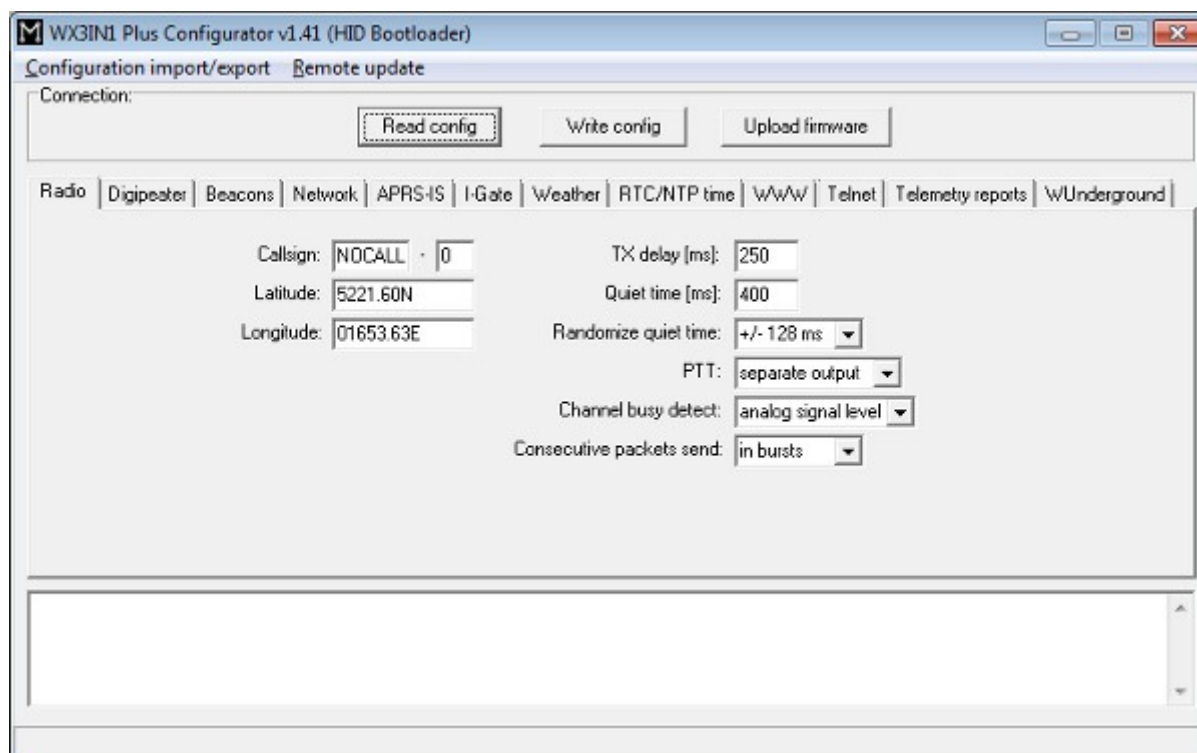 WX3IN1 Plus Configurator v1.41 (HID Bootloader)
Configuration import/export Remote update
Connection:
Read config Write config Upload firmware
Radio Digipeater Beacons Network APRS-IS I-Gate Weather RTC/NTP time WWW Telnet Telemetry reports WUnderground
Callsign: NOCALL - 0 TX delay [ms]: 250
Latitude: 5221.60N Quiet time [ms]: 400
Longitude: 01653.63E Randomize quiet time: +/- 128 ms
PTT: separate output
Channel busy detect: analog signal level
Consecutive packets send: in bursts